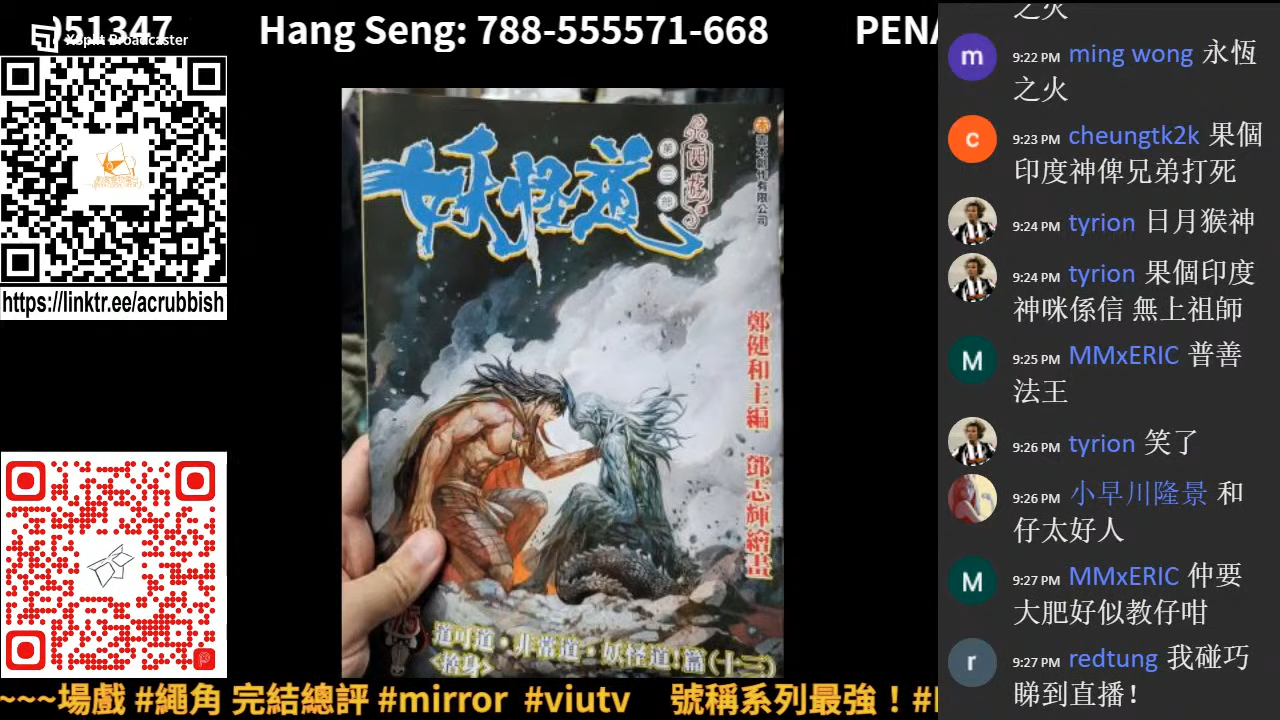 051347 Hang Seng: 788-555571-668 PENA
XSplit Broadcaster
https://linktr.ee/acrubbish
妖怪道
第三部
西遊
鄭健和主編
鄧志輝繪畫
道可道·非常道·妖怪道!篇(十三)
<捨身>
之火
9:22 PM ming wong 永恆
之火
9:23 PM cheungtk2k 果個
印度神俾兄弟打死
9:24 PM tyrion 日月猴神
9:24 PM tyrion 果個印度
神咪係信 無上祖師
9:25 PM MMxERIC 普善
法王
9:26 PM tyrion 笑了
9:26 PM 小早川隆景 和
仔太好人
9:27 PM MMxERIC 仲要
大肥好似教仔咁
9:27 PM redtung 我碰巧
睇到直播!
~~~場戲 #繩角 完結總評 #mirror #viutv 號稱系列最強！#